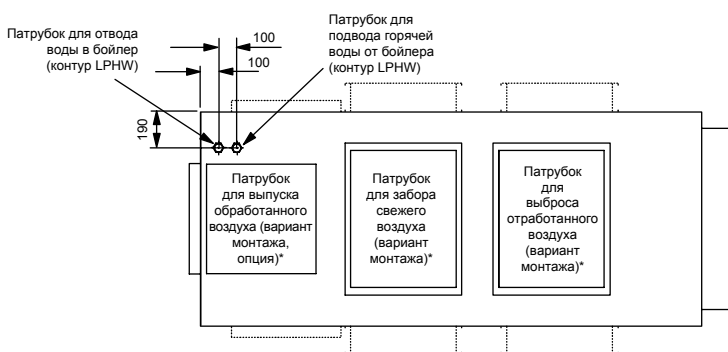 Патрубок для отвода
воды в бойлер
(контур LPHW)
100
100
Патрубок для
подвода горячей
воды от бойлера
(контур LPHW)
190
Патрубок
для выпуска
обработанного
воздуха (вариант
монтажа,
опция)*
Патрубок
для забора
свежего
воздуха
(вариант
монтажа)*
Патрубок
для
выброса
отработанного
воздуха
(вариант
монтажа)*